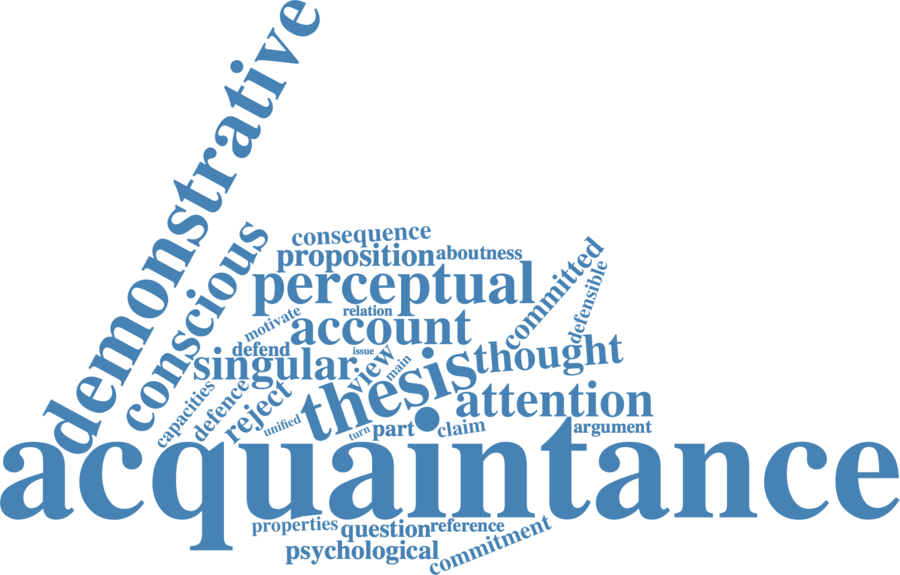 demonstrative
conscious
consequence
proposition
aboutness
perceptual
committed
defensible
relation
motivate
account
defend
singular
issue
view
main
thesis
thought
capacities
defence
reject
unified
turn
part
claim
attention
argument
acquaintance
properties
question
reference
psychological
commitment